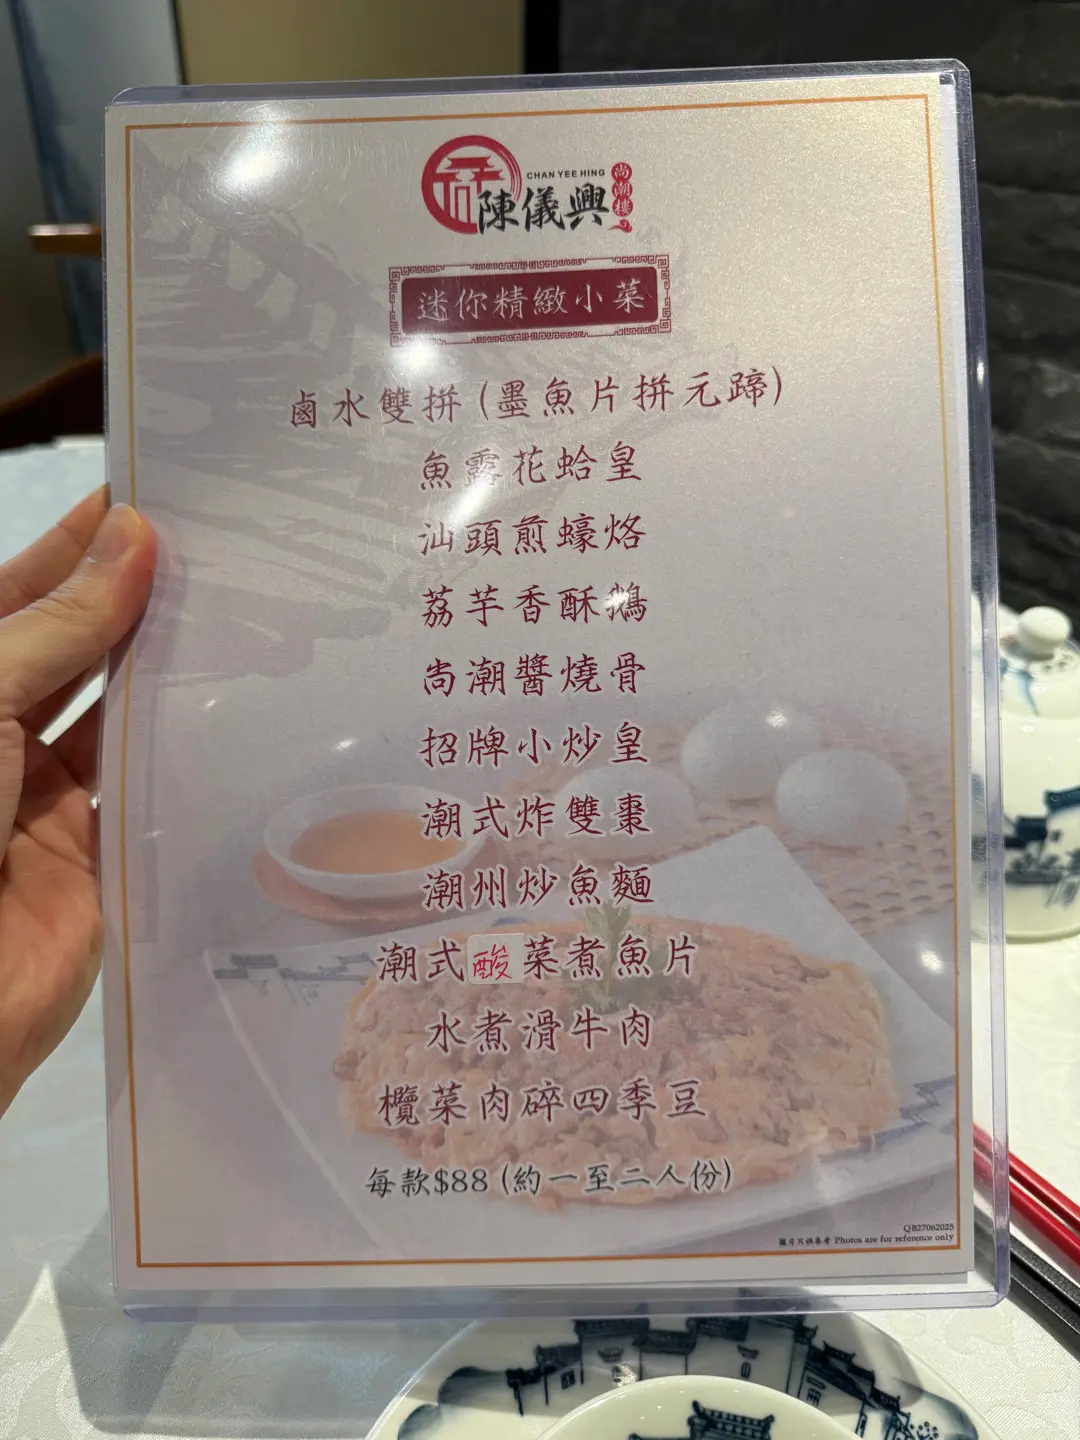 CHAN YEE HING
陳儀興
尚潮樓
迷你精緻小菜
鹵水雙拼 (墨魚片拼元蹄)
魚露花蛤皇
汕頭煎蠔烙
荔芋香酥鵝
尚潮醬燒骨
招牌小炒皇
潮式炸雙棗
潮州炒魚麵
潮式酸菜煮魚片
水煮滑牛肉
欖菜肉碎四季豆
每款$88 (約一至二人份)
QB27062025
圖片只供參考 Photos are for reference only